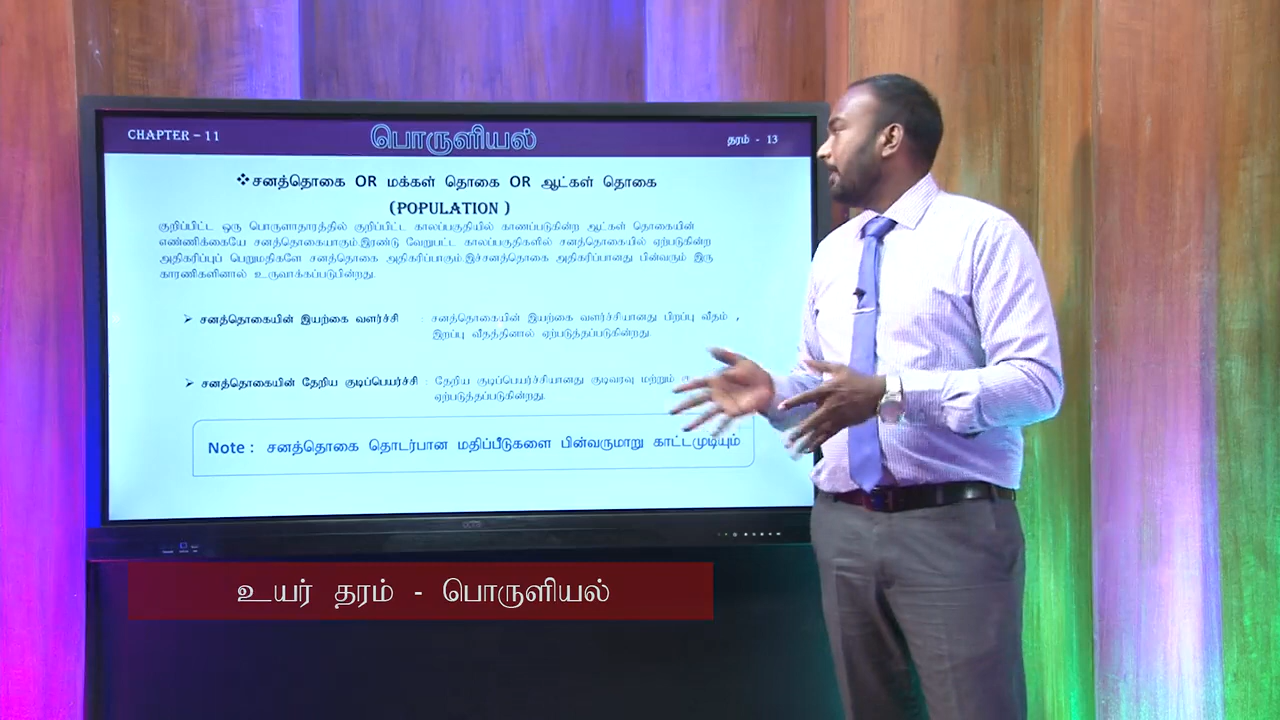 CHAPTER – 11
பொருளியல்
தரம் - 13
❖சனத்தொகை OR மக்கள் தொகை OR ஆட்கள் தொகை
(POPULATION )
குறிப்பிட்ட ஒரு பொருளாதாரத்தில் குறிப்பிட்ட காலப்பகுதியில் காணப்படுகின்ற ஆட்கள் தொகையின்
எண்ணிக்கையே சனத்தொகையாகும்.இரண்டு வேறுபட்ட காலப்பகுதிகளில் சனத்தொகையில் ஏற்படுகின்ற
அதிகரிப்புப் பெறுமதிகளே சனத்தொகை அதிகரிப்பாகும்.இச்சனத்தொகை அதிகரிப்பானது பின்வரும் இரு
காரணிகளினால் உருவாக்கப்படுபின்றது.
➢ சனத்தொகையின் இயற்கை வளர்ச்சி : சனத்தொகையின் இயற்கை வளர்ச்சியானது பிறப்பு வீதம் ,
இறப்பு வீதத்தினால் ஏற்படுத்தப்படுகின்றது.
➢ சனத்தொகையின் தேறிய குடிப்பெயர்ச்சி : தேறிய குடிப்பெயர்ச்சியானது குடிவரவு மற்றும்
ஏற்படுத்தப்படுகின்றது.
Note : சனத்தொகை தொடர்பான மதிப்பீடுகளை பின்வருமாறு காட்டமுடியும்
உயர் தரம் - பொருளியல்